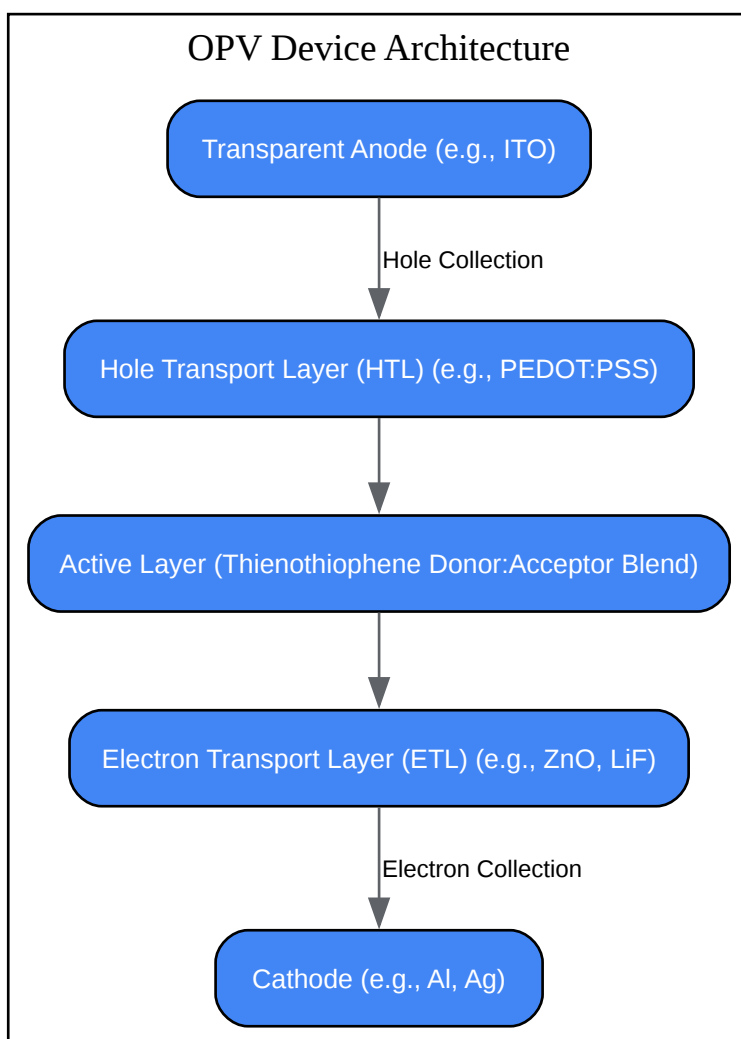 OPV Device Architecture
Transparent Anode (e.g., ITO)
Hole Collection
Hole Transport Layer (HTL) (e.g., PEDOT:PSS)
Active Layer (Thienothiophene Donor:Acceptor Blend)
Electron Transport Layer (ETL) (e.g., ZnO, LiF)
Electron Collection
Cathode (e.g., Al, Ag)